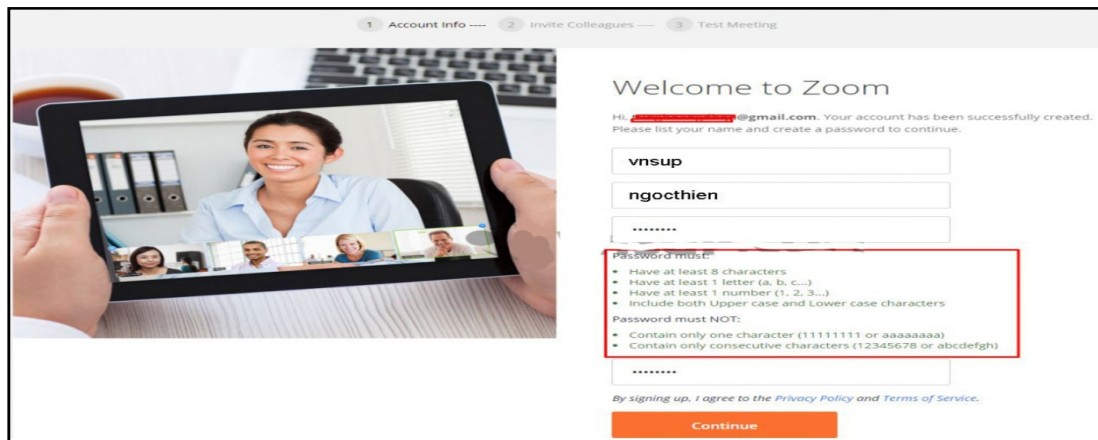 1 Account Info ---- 2 Invite Colleagues ---- 3 Test Meeting
Welcome to Zoom
Hi, @gmail.com. Your account has been successfully created.
Please list your name and create a password to continue.
vnsup
ngocthien
••••••••
Password must:
• Have at least 8 characters
• Have at least 1 letter (a, b, c...)
• Have at least 1 number (1, 2, 3...)
• Include both Upper case and Lower case characters
Password must NOT:
• Contain only one character (11111111 or aaaaaaaa)
• Contain only consecutive characters (12345678 or abcdefgh)
••••••••
By signing up, I agree to the Privacy Policy and Terms of Service.
Continue